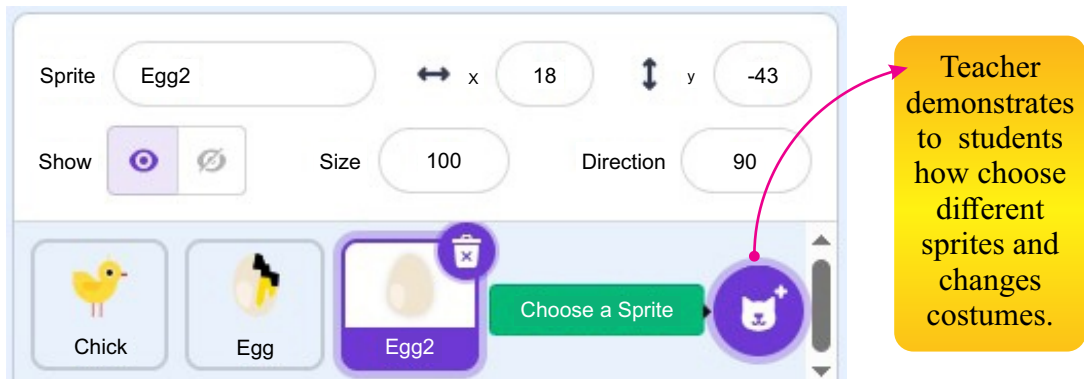 Sprite Egg2 x 18 y -43
Show Size 100 Direction 90
Choose a Sprite
Chick Egg Egg2
Teacher
demonstrates
to students
how choose
different
sprites and
changes
costumes.